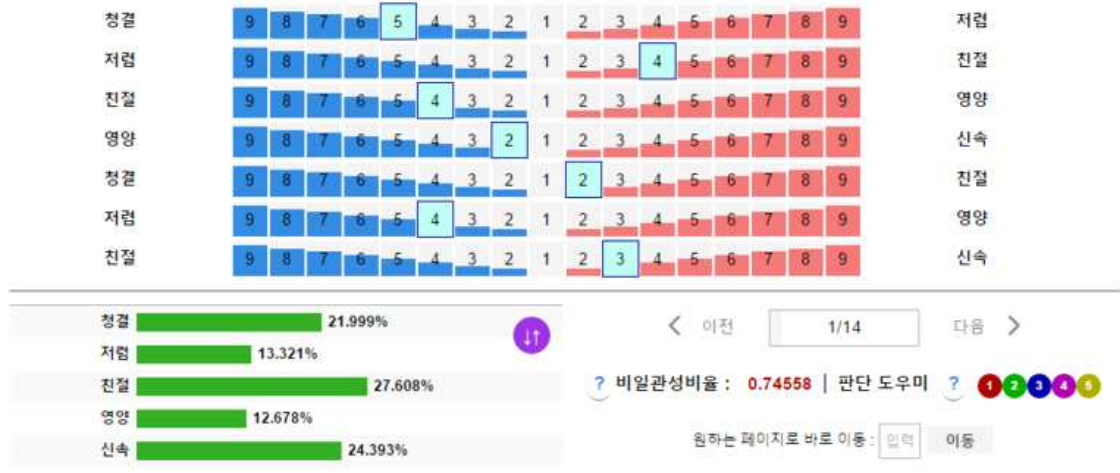 청결 9 8 7 6 5 4 3 2 1 2 3 4 5 6 7 8 9 저렴
저렴 9 8 7 6 5 4 3 2 1 2 3 4 5 6 7 8 9 친절
친절 9 8 7 6 5 4 3 2 1 2 3 4 5 6 7 8 9 영양
영양 9 8 7 6 5 4 3 2 1 2 3 4 5 6 7 8 9 신속
청결 9 8 7 6 5 4 3 2 1 2 3 4 5 6 7 8 9 친절
저렴 9 8 7 6 5 4 3 2 1 2 3 4 5 6 7 8 9 영양
친절 9 8 7 6 5 4 3 2 1 2 3 4 5 6 7 8 9 신속
청결 21.999%
저렴 13.321%
친절 27.608%
영양 12.678%
신속 24.393%
이전 1/14 다음
? 비일관성비율 : 0.74558 | 판단 도우미 ? 1 2 3 4 5
원하는 페이지로 바로 이동 : 입력 이동